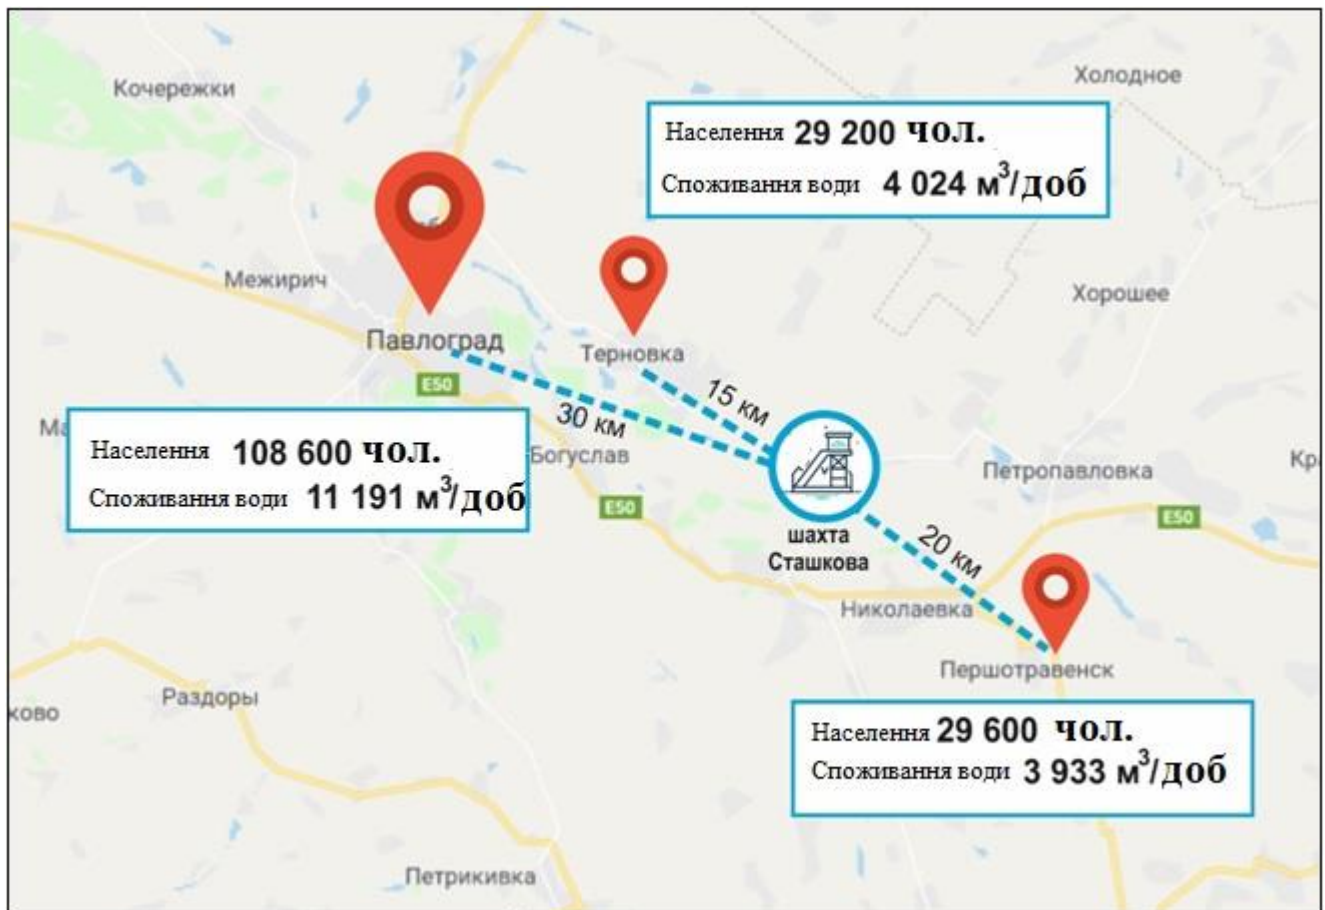 Кочережки
Холодное
Населення 29 200 чол.
Споживання води 4 024 м³/доб
Межирич
Хорошее
Павлоград
Терновка
E50
15 км
30 км
Населення 108 600 чол.
Споживання води 11 191 м³/доб
Богуслав
Петропавловка
E50
E50
шахта
Сташкова
20 км
Николаевка
Першотравенск
Раздоры
ково
Населення 29 600 чол.
Споживання води 3 933 м³/доб
Петрикивка